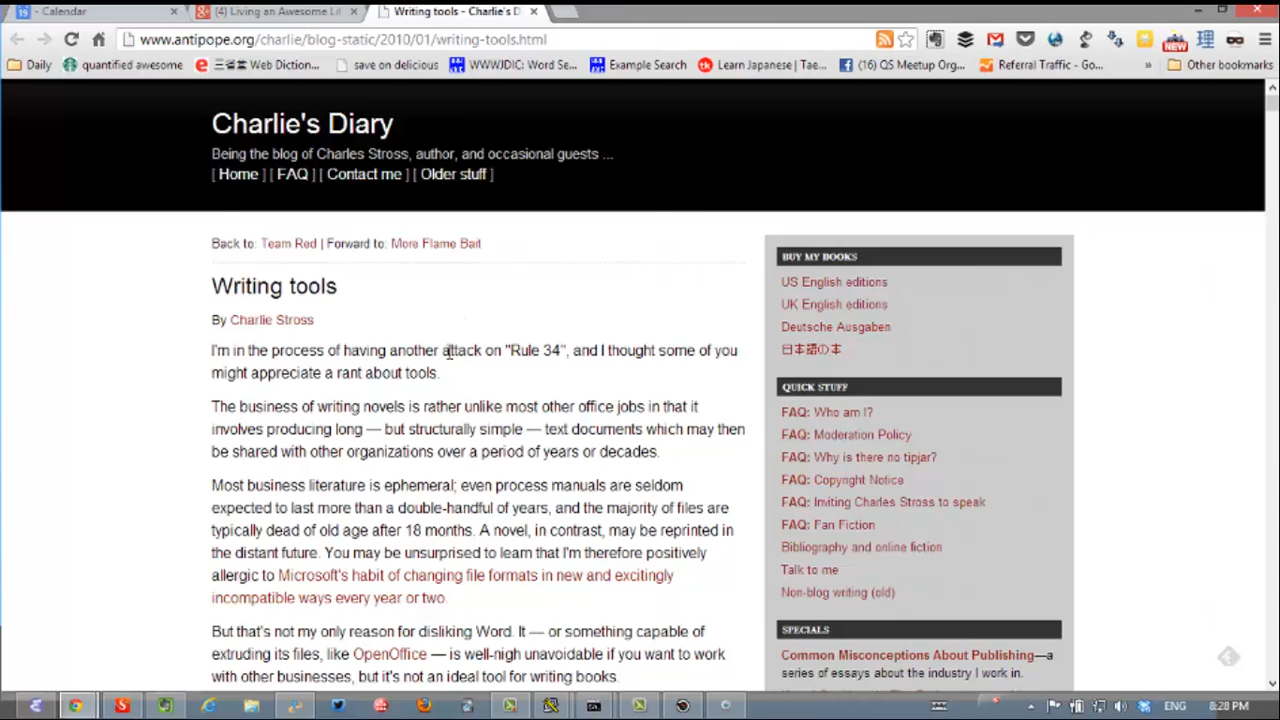 - Calendar
(4) Living an Awesome Li
Writing tools - Charlie's D
www.antipope.org/charlie/blog-static/2010/01/writing-tools.html
Daily
quantified awesome
三省堂 Web Diction...
save on delicious
WWWJDIC: Word Se...
Example Search
Learn Japanese | Tae...
(16) QS Meetup Org...
Referral Traffic - Go...
»
Other bookmarks
Charlie's Diary
Being the blog of Charles Stross, author, and occasional guests ...
[ Home ] [ FAQ ] [ Contact me ] [ Older stuff ]
Back to: Team Red | Forward to: More Flame Bait
Writing tools
By Charlie Stross
I'm in the process of having another attack on "Rule 34", and I thought some of you
might appreciate a rant about tools.
The business of writing novels is rather unlike most other office jobs in that it
involves producing long — but structurally simple — text documents which may then
be shared with other organizations over a period of years or decades.
Most business literature is ephemeral; even process manuals are seldom
expected to last more than a double-handful of years, and the majority of files are
typically dead of old age after 18 months. A novel, in contrast, may be reprinted in
the distant future. You may be unsurprised to learn that I'm therefore positively
allergic to Microsoft's habit of changing file formats in new and excitingly
incompatible ways every year or two.
But that's not my only reason for disliking Word. It — or something capable of
extruding its files, like OpenOffice — is well-nigh unavoidable if you want to work
with other businesses, but it's not an ideal tool for writing books.
BUY MY BOOKS
US English editions
UK English editions
Deutsche Ausgaben
日本語の本
QUICK STUFF
FAQ: Who am I?
FAQ: Moderation Policy
FAQ: Why is there no tipjar?
FAQ: Copyright Notice
FAQ: Inviting Charles Stross to speak
FAQ: Fan Fiction
Bibliography and online fiction
Talk to me
Non-blog writing (old)
SPECIALS
Common Misconceptions About Publishing—a
series of essays about the industry I work in.
ENG
8:28 PM